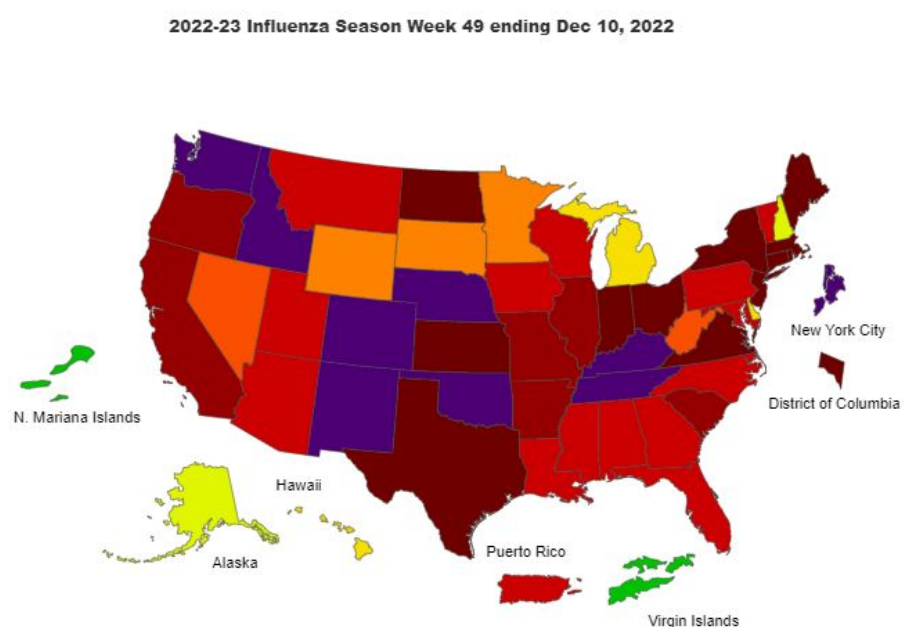 2022-23 Influenza Season Week 49 ending Dec 10, 2022
New York City
District of Columbia
N. Mariana Islands
Hawaii
Alaska
Puerto Rico
Virgin Islands